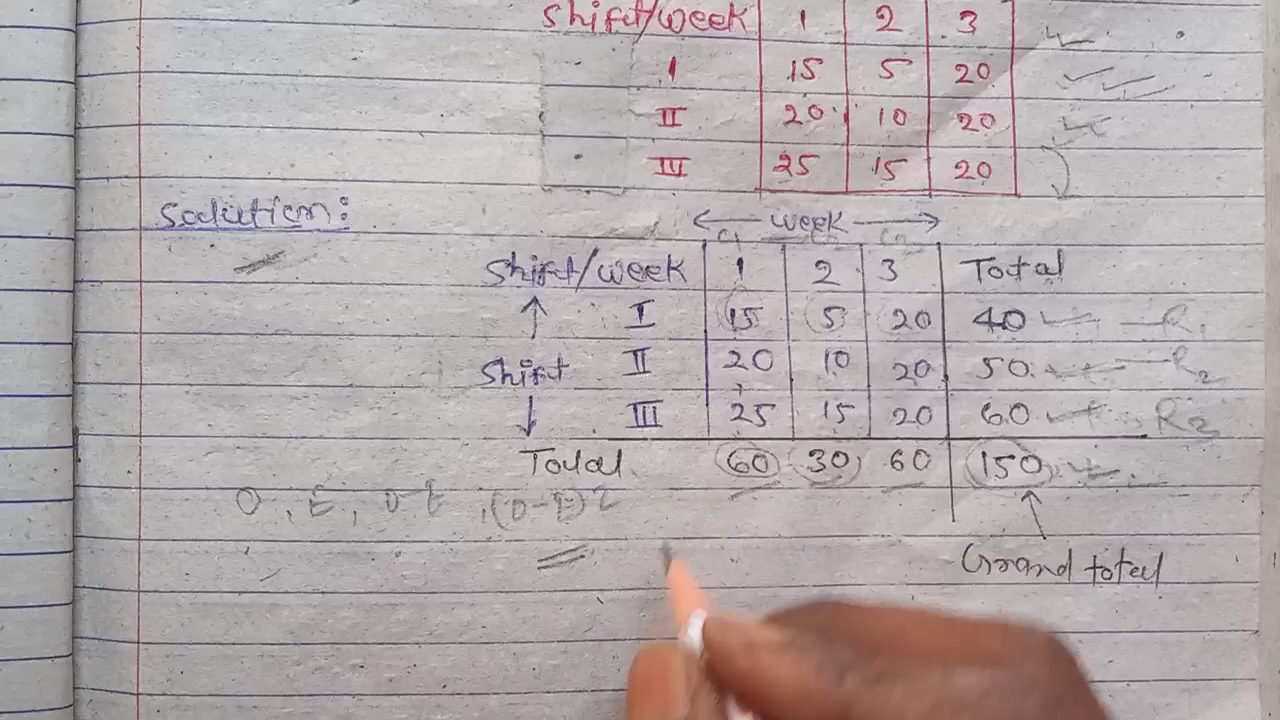 Shift/week 1 2 3
I 15 5 20
II 20 10 20
III 25 15 20
Solution:
← week →
Shift/week 1 2 3 Total
I 15 5 20 40 R1
Shift II 20 10 20 50 R2
III 25 15 20 60 R3
Total 60 30 60 150
O, E, O-E, (O-E)2
Grand total